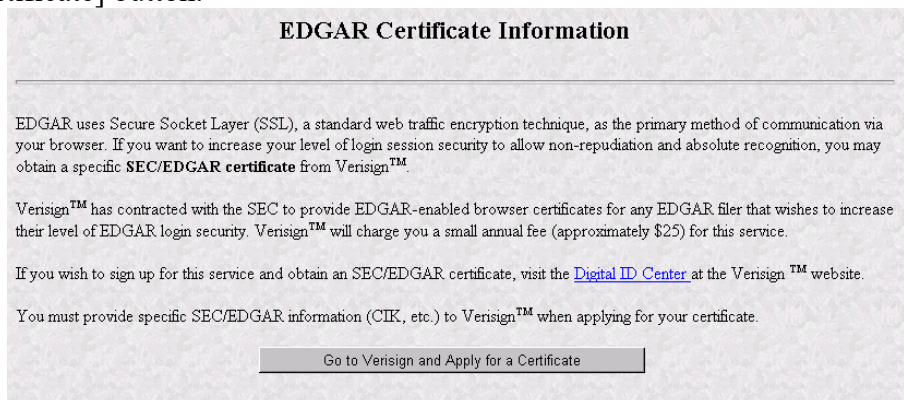 tificate] button.
EDGAR Certificate Information
EDGAR uses Secure Socket Layer (SSL), a standard web traffic encryption technique, as the primary method of communication via
your browser. If you want to increase your level of login session security to allow non-repudiation and absolute recognition, you may
obtain a specific SEC/EDGAR certificate from Verisign™.
Verisign™ has contracted with the SEC to provide EDGAR-enabled browser certificates for any EDGAR filer that wishes to increase
their level of EDGAR login security. Verisign™ will charge you a small annual fee (approximately $25) for this service.
If you wish to sign up for this service and obtain an SEC/EDGAR certificate, visit the Digital ID Center at the Verisign ™ website.
You must provide specific SEC/EDGAR information (CIK, etc.) to Verisign™ when applying for your certificate.
Go to Verisign and Apply for a Certificate